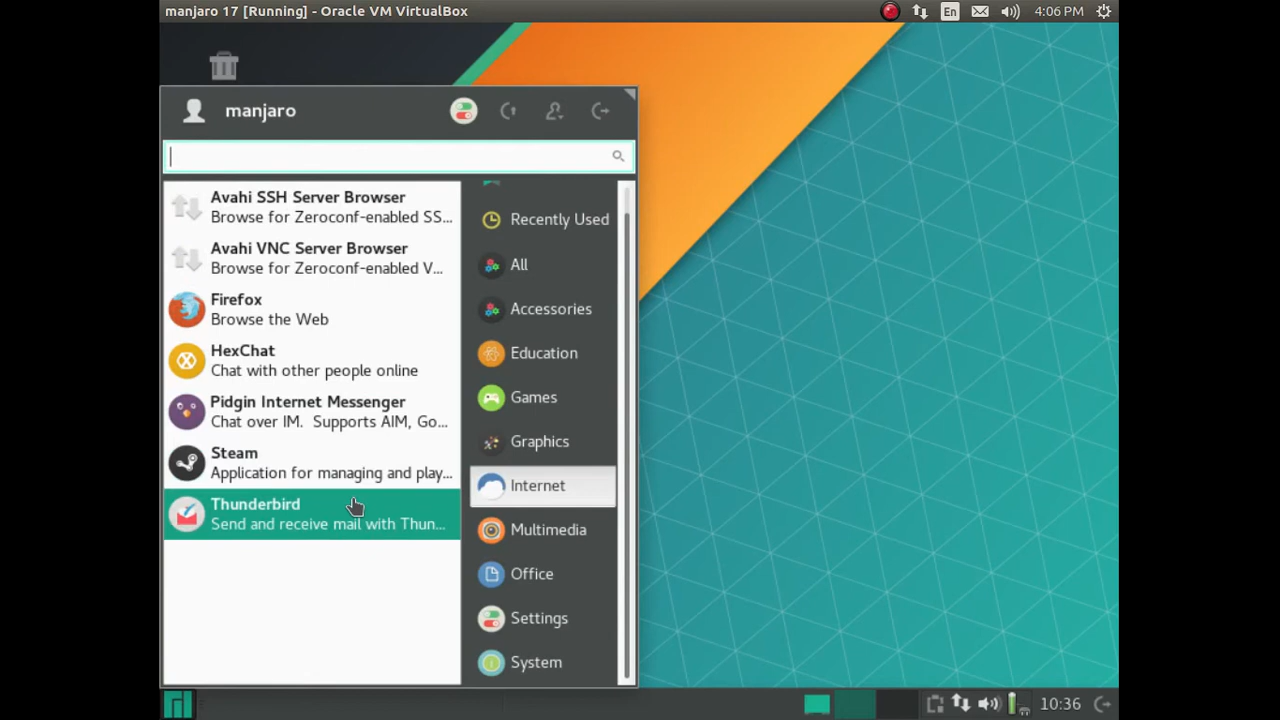 manjaro 17 [Running] - Oracle VM VirtualBox
En
4:06 PM
manjaro
Avahi SSH Server Browser
Browse for Zeroconf-enabled SS...
Avahi VNC Server Browser
Browse for Zeroconf-enabled V...
Firefox
Browse the Web
HexChat
Chat with other people online
Pidgin Internet Messenger
Chat over IM.  Supports AIM, Go...
Steam
Application for managing and play...
Thunderbird
Send and receive mail with Thun...
Recently Used
All
Accessories
Education
Games
Graphics
Internet
Multimedia
Office
Settings
System
10:36